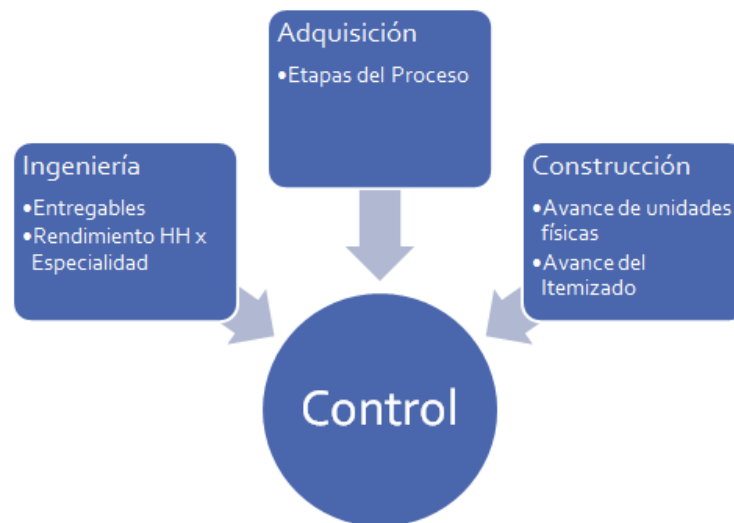 Adquisición
•Etapas del Proceso
Ingeniería
•Entregables
•Rendimiento HH x
Especialidad
Construcción
•Avance de unidades
físicas
•Avance del
Itemizado
Control